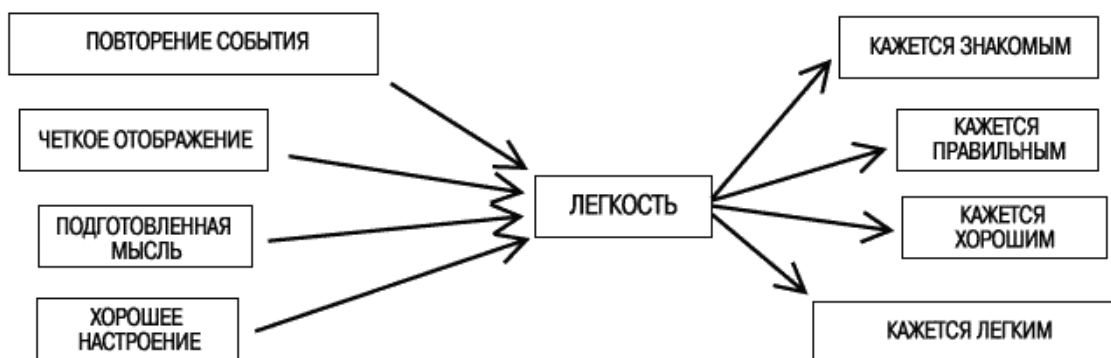 ПОВТОРЕНИЕ СОБЫТИЯ
ЧЕТКОЕ ОТОБРАЖЕНИЕ
ПОДГОТОВЛЕННАЯ
МЫСЛЬ
ХОРОШЕЕ
НАСТРОЕНИЕ
ЛЕГКОСТЬ
КАЖЕТСЯ ЗНАКОМЫМ
КАЖЕТСЯ
ПРАВИЛЬНЫМ
КАЖЕТСЯ
ХОРОШИМ
КАЖЕТСЯ ЛЕГКИМ